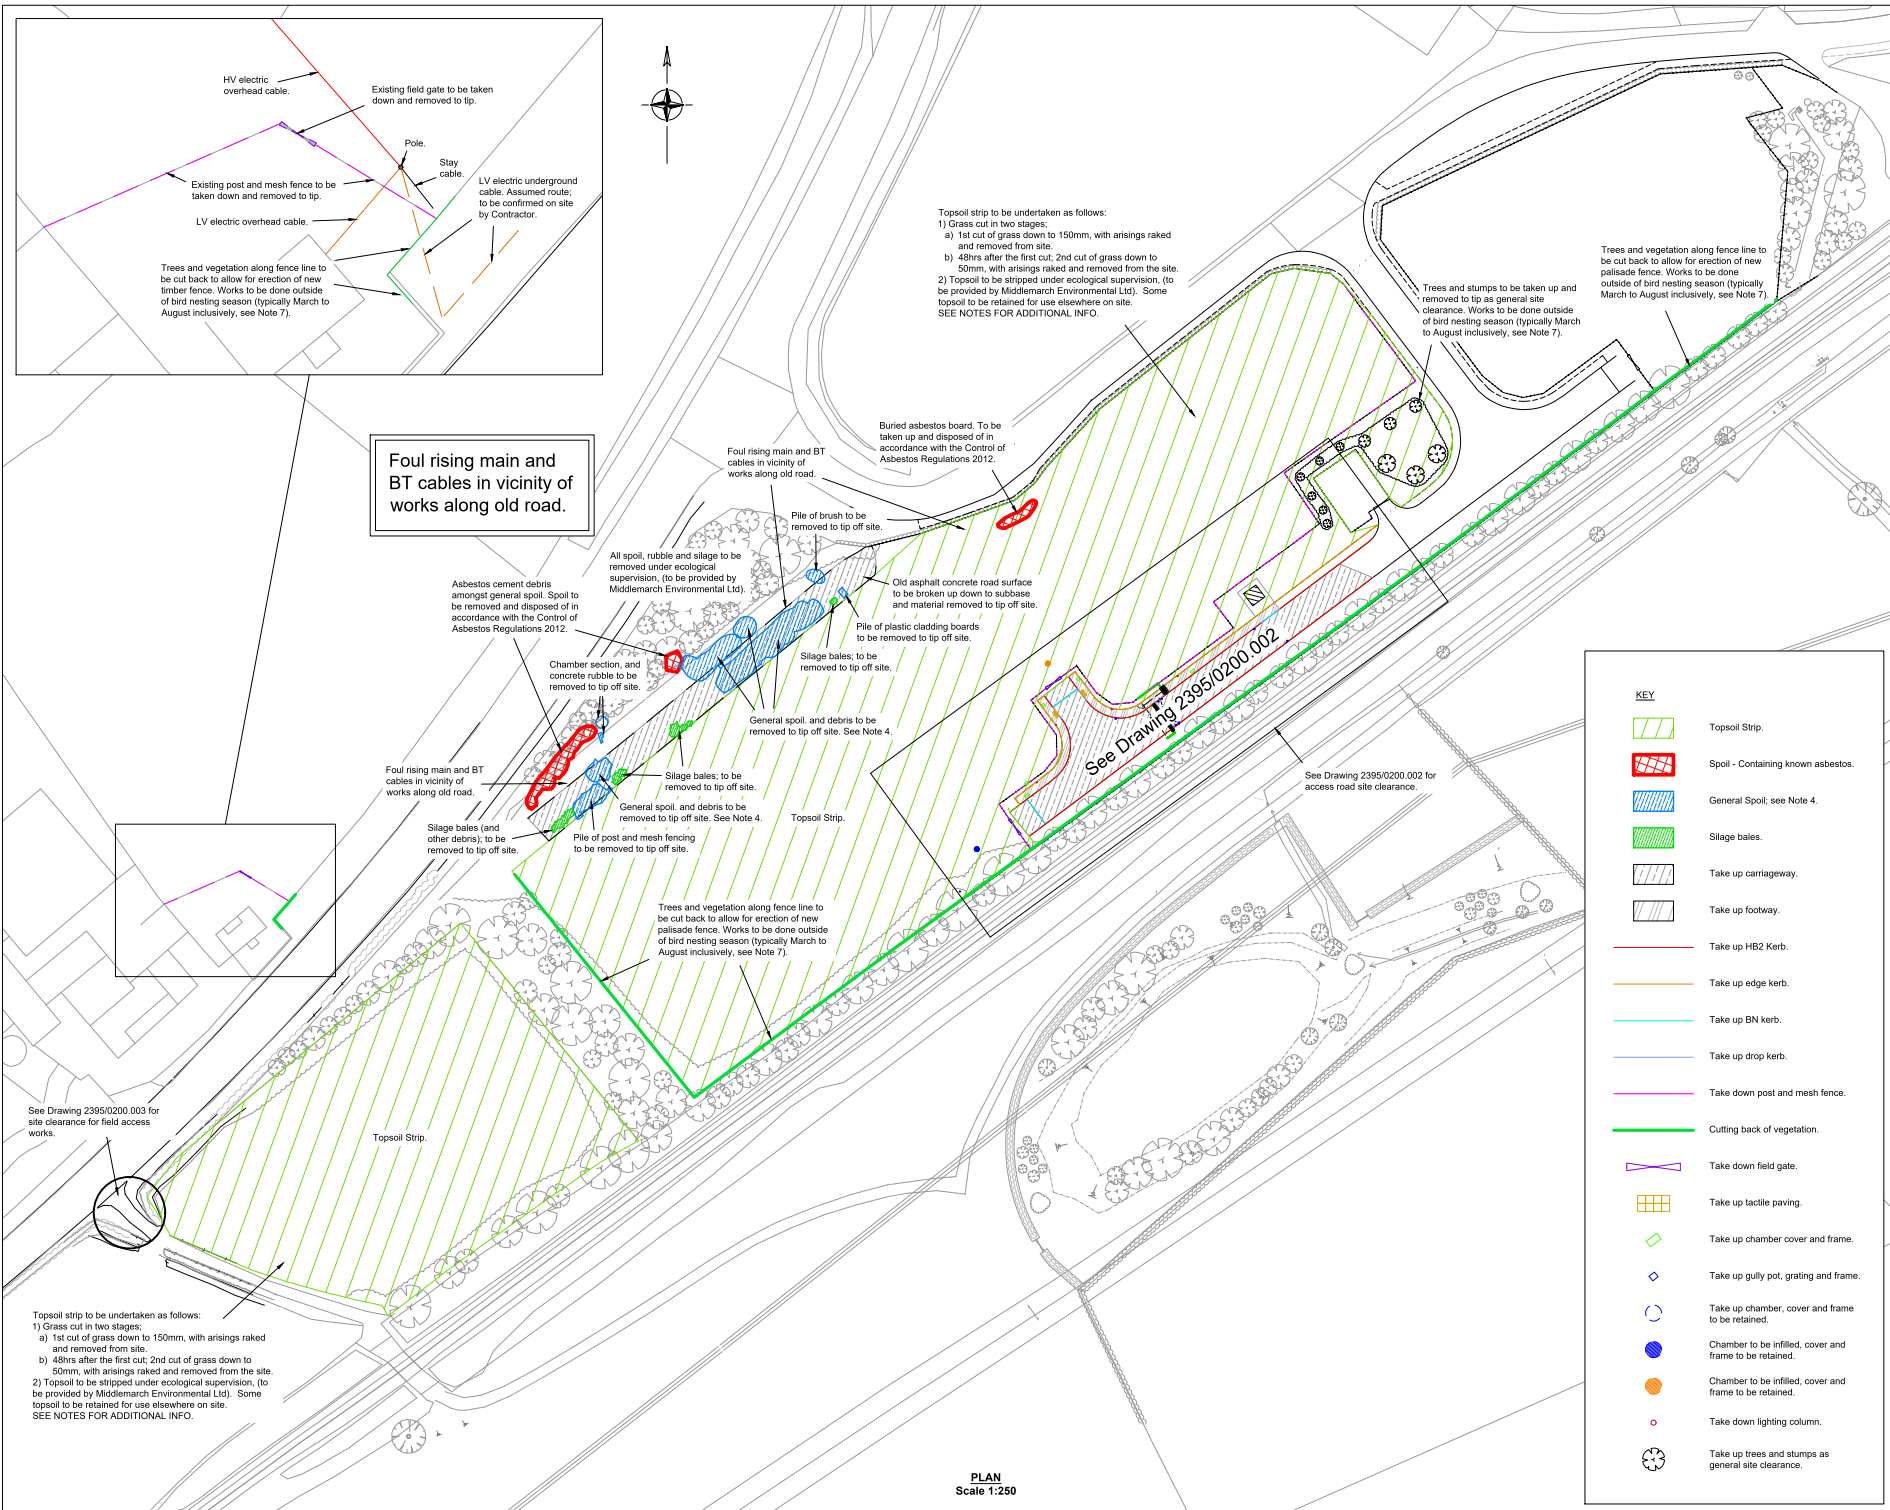 HV electric
overhead cable.
Existing field gate to be taken
down and removed to tip.
Pole.
Stay
cable.
LV electric underground
cable. Assumed route;
to be confirmed on site
by Contractor.
Existing post and mesh fence to be
taken down and removed to tip.
LV electric overhead cable.
Trees and vegetation along fence line to
be cut back to allow for erection of new
timber fence. Works to be done outside
of bird nesting season (typically March to
August inclusively, see Note 7).
Foul rising main and
BT cables in vicinity of
works along old road.
Topsoil strip to be undertaken as follows:
1) Grass cut in two stages;
a) 1st cut of grass down to 150mm, with arisings raked
and removed from site.
b) 48hrs after the first cut; 2nd cut of grass down to
50mm, with arisings raked and removed from the site.
2) Topsoil to be stripped under ecological supervision, (to
be provided by Middlemarch Environmental Ltd). Some
topsoil to be retained for use elsewhere on site.
SEE NOTES FOR ADDITIONAL INFO.
Trees and vegetation along fence line to
be cut back to allow for erection of new
palisade fence. Works to be done
outside of bird nesting season (typically
March to August inclusively, see Note 7).
Trees and stumps to be taken up and
removed to tip as general site
clearance. Works to be done outside
of bird nesting season (typically March
to August inclusively, see Note 7).
Buried asbestos board. To be
taken up and disposed of in
accordance with the Control of
Asbestos Regulations 2012.
Foul rising main and BT
cables in vicinity of
works along old road.
Pile of brush to be
removed to tip off site.
All spoil, rubble and silage to be
removed under ecological
supervision, (to be provided by
Middlemarch Environmental Ltd).
Asbestos cement debris
amongst general spoil. Spoil to
be removed and disposed of in
accordance with the Control of
Asbestos Regulations 2012.
Old asphalt concrete road surface
to be broken up down to subbase
and material removed to tip off site.
Pile of plastic cladding boards
to be removed to tip off site.
Silage bales; to be
removed to tip off site.
Chamber section, and
concrete rubble to be
removed to tip off site.
General spoil. and debris to be
removed to tip off site. See Note 4.
Foul rising main and BT
cables in vicinity of
works along old road.
Silage bales; to be
removed to tip off site.
General spoil. and debris to be
removed to tip off site. See Note 4.
Silage bales (and
other debris); to be
removed to tip off site.
Pile of post and mesh fencing
to be removed to tip off site.
Topsoil Strip.
See Drawing 2395/0200.002
See Drawing 2395/0200.002 for
access road site clearance.
Trees and vegetation along fence line to
be cut back to allow for erection of new
palisade fence. Works to be done outside
of bird nesting season (typically March to
August inclusively, see Note 7).
See Drawing 2395/0200.003 for
site clearance for field access
works.
Topsoil Strip.
Topsoil strip to be undertaken as follows:
1) Grass cut in two stages;
a) 1st cut of grass down to 150mm, with arisings raked
and removed from site.
b) 48hrs after the first cut; 2nd cut of grass down to
50mm, with arisings raked and removed from the site.
2) Topsoil to be stripped under ecological supervision, (to
be provided by Middlemarch Environmental Ltd). Some
topsoil to be retained for use elsewhere on site.
SEE NOTES FOR ADDITIONAL INFO.
PLAN
Scale 1:250
KEY
Topsoil Strip.
Spoil - Containing known asbestos.
General Spoil; see Note 4.
Silage bales.
Take up carriageway.
Take up footway.
Take up HB2 Kerb.
Take up edge kerb.
Take up BN kerb.
Take up drop kerb.
Take down post and mesh fence.
Cutting back of vegetation.
Take down field gate.
Take up tactile paving.
Take up chamber cover and frame.
Take up gully pot, grating and frame.
Take up chamber, cover and frame
to be retained.
Chamber to be infilled, cover and
frame to be retained.
Chamber to be infilled, cover and
frame to be retained.
Take down lighting column.
Take up trees and stumps as
general site clearance.